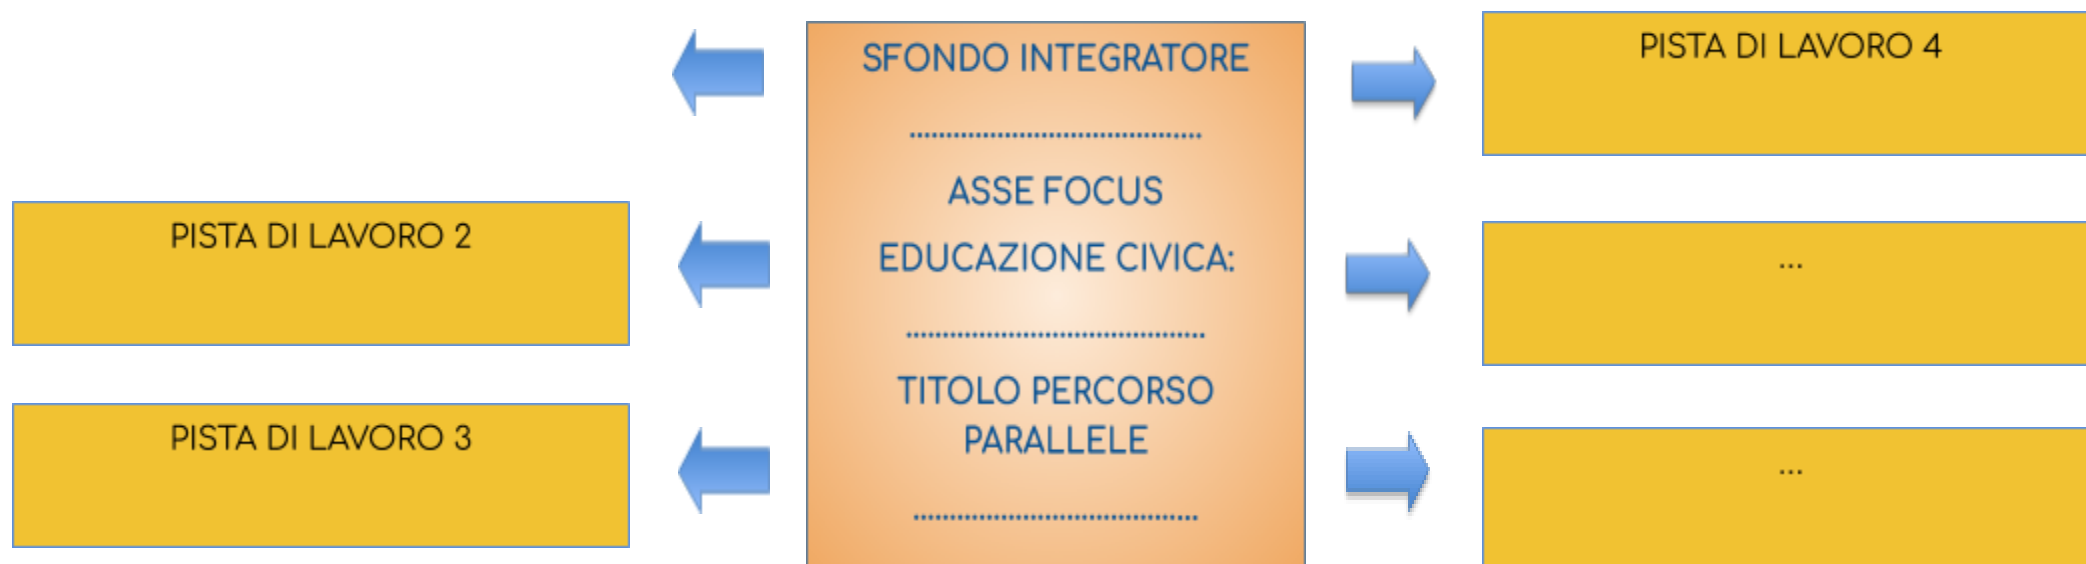 PISTA DI LAVORO 2
PISTA DI LAVORO 3
SFONDO INTEGRATORE
........................................
ASSE FOCUS
EDUCAZIONE CIVICA:
.........................................
TITOLO PERCORSO
PARALLELE
.......................................
PISTA DI LAVORO 4
...
...